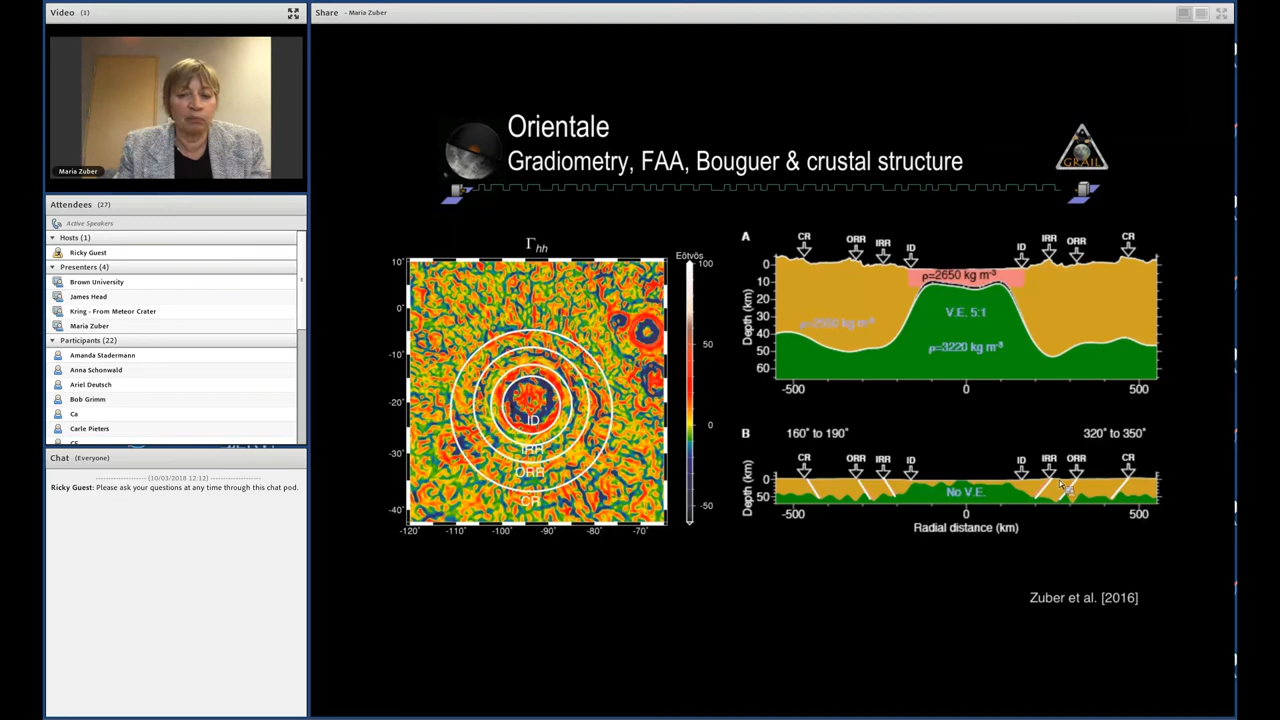 Video (1)
Maria Zuber
Attendees (27)
Active Speakers
Hosts (1)
Ricky Guest
Presenters (4)
Brown University
James Head
Kring - From Meteor Crater
Maria Zuber
Participants (22)
Amanda Stadermann
Anna Schonwald
Ariel Deutsch
Bob Grimm
Ca
Carle Pieters
Chat (Everyone)
(10/03/2018 12:12)
Ricky Guest: Please ask your questions at any time through this chat pod.
Share - Maria Zuber
Orientale
Gradiometry, FAA, Bouguer & crustal structure
GRAIL
Γhh
Eötvös
10°
0°
-10°
-20°
-30°
-40°
-120° -110° -100° -90° -80° -70°
100
50
0
-50
ID
IRR
ORR
CR
A
CR ORR IRR ID ID IRR ORR CR
Depth (km)
0
10
20
30
40
50
60
ρ=2650 kg m-3
V.E. 5:1
ρ=3220 kg m-3
-500 0 500
B
160° to 190° 320° to 350°
CR ORR IRR ID ID IRR ORR CR
Depth (km)
0
50
No V.E.
-500 0 500
Radial distance (km)
Zuber et al. [2016]